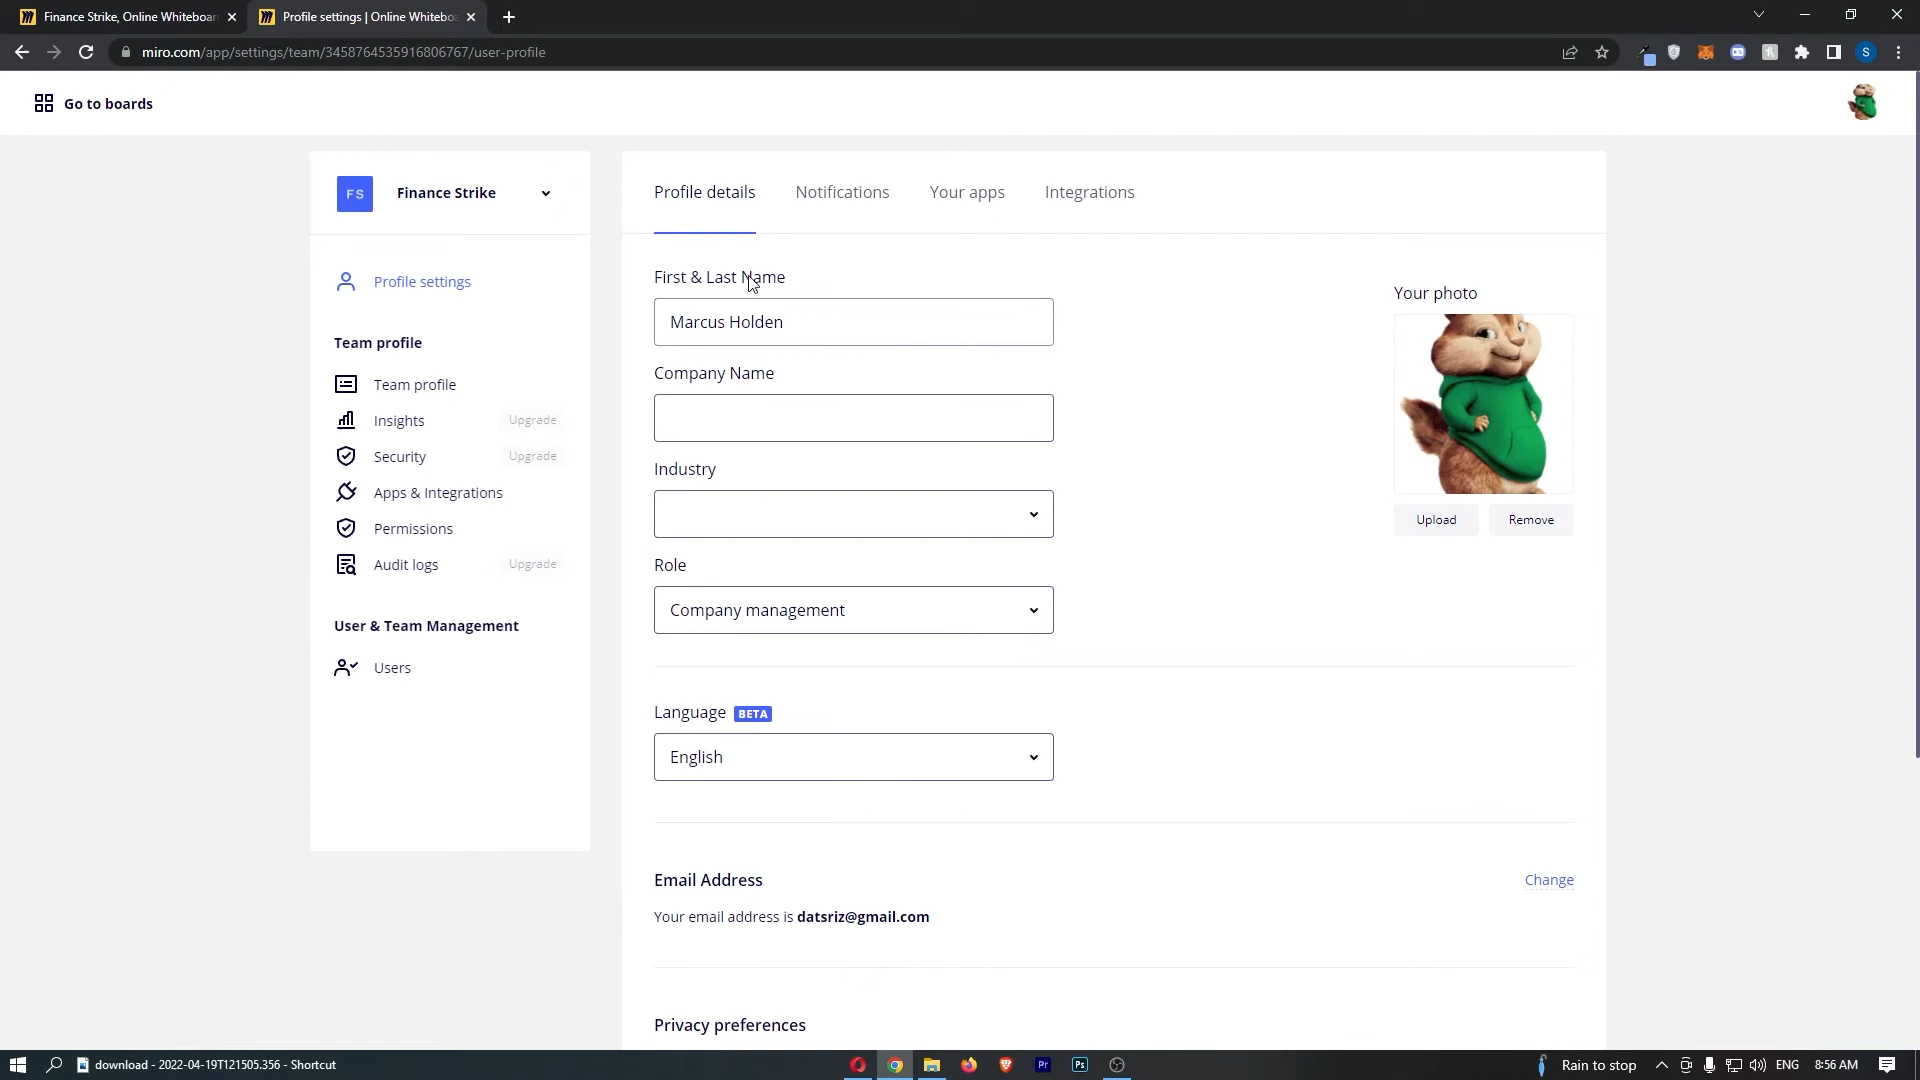 Finance Strike, Online Whiteboar
Profile settings | Online Whitebo
miro.com/app/settings/team/3458764535916806767/user-profile
S
Go to boards
FS
Finance Strike
Profile settings
Team profile
Team profile
Insights
Upgrade
Security
Upgrade
Apps & Integrations
Permissions
Audit logs
Upgrade
User & Team Management
Users
Profile details
Notifications
Your apps
Integrations
First & Last Name
Marcus Holden
Company Name
Industry
Role
Company management
Language BETA
English
Your photo
Upload
Remove
Email Address
Change
Your email address is datsriz@gmail.com
Privacy preferences
download - 2022-04-19T121505.356 - Shortcut
Pr
Ps
Rain to stop
ENG
8:56 AM